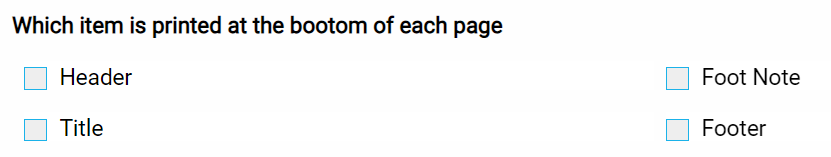 Which item is printed at the bootom of each page
Header
Foot Note
Title
Footer